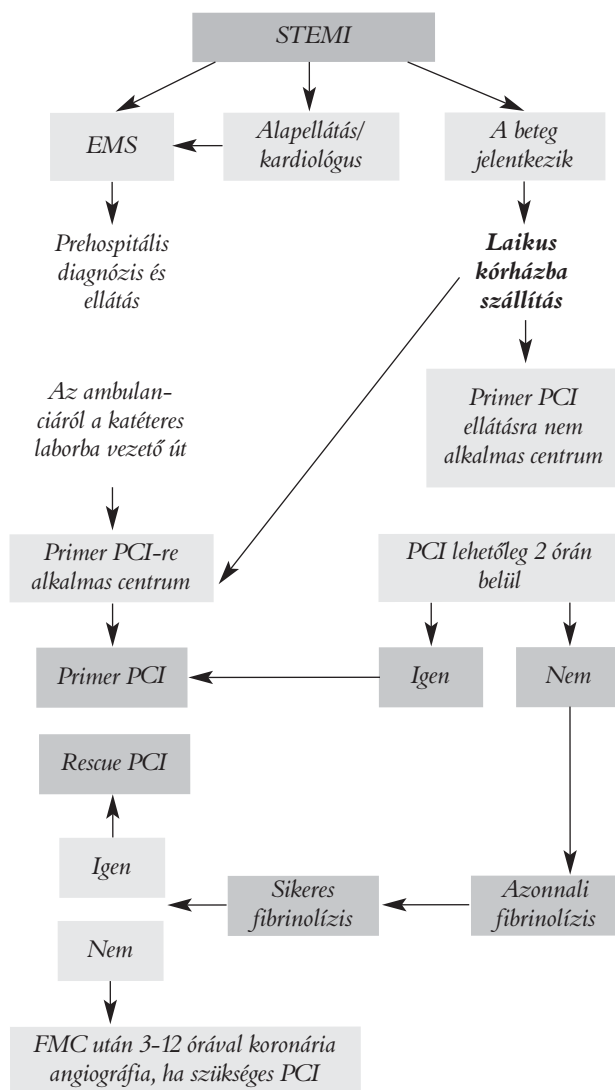 STEMI
EMS
Alapellátás/
kardiológus
A beteg
jelentkezik
Prehospitális
diagnózis és
ellátás
Laikus
kórházba
szállítás
Az ambulan-
ciáról a katéteres
laborba vezető út
Primer PCI
ellátásra nem
alkalmas centrum
Primer PCI-re
alkalmas centrum
PCI lehetőleg 2 órán
belül
Primer PCI
Igen
Nem
Rescue PCI
Igen
Sikeres
fibrinolízis
Azonnali
fibrinolízis
Nem
FMC után 3-12 órával koronária
angiográfia, ha szükséges PCI